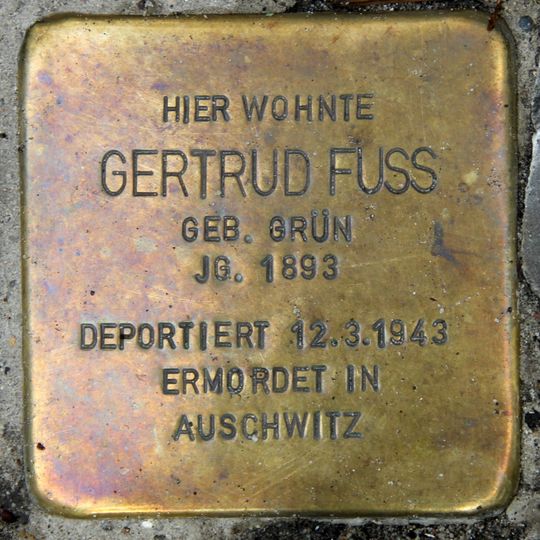 HIER WOHNTE
GERTRUD FUSS
GEB. GRÜN
JG. 1893
DEPORTIERT 12.3.1943
ERMORDET IN
AUSCHWITZ